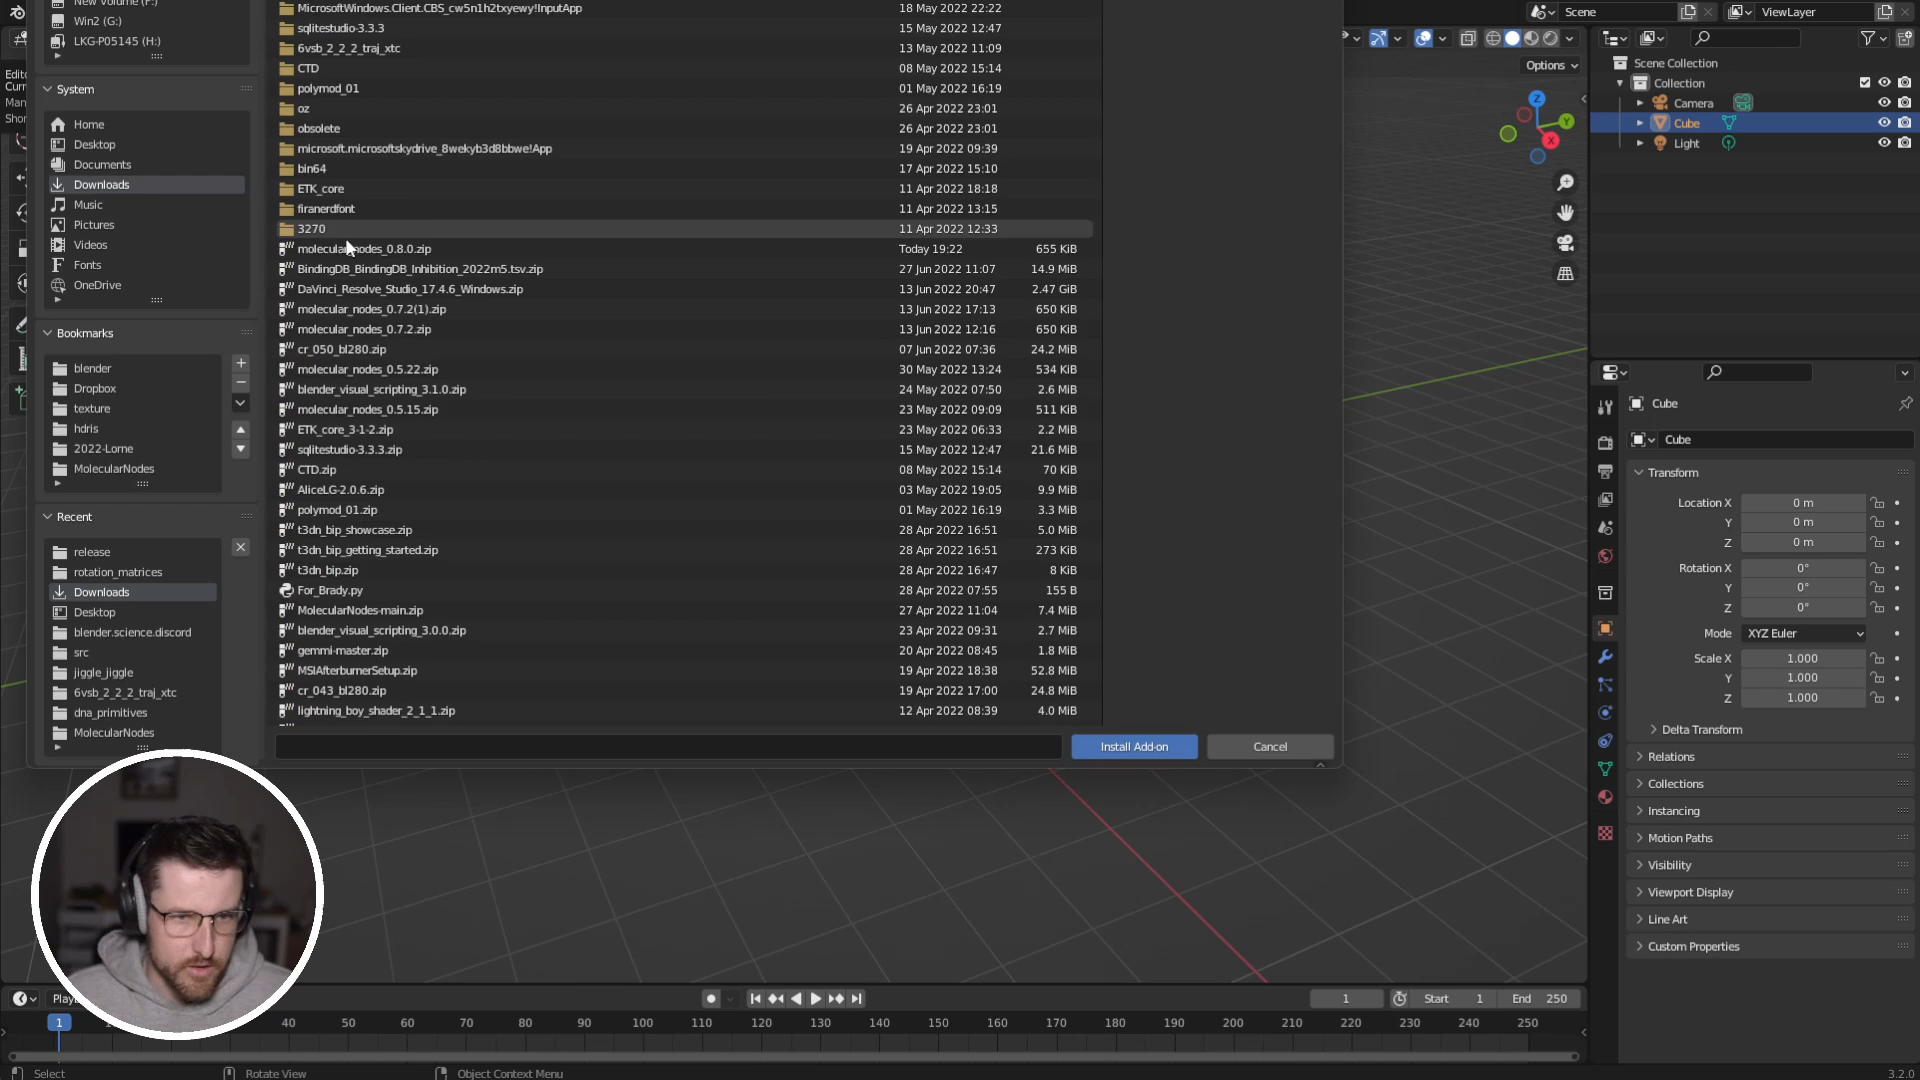 New Volume (F:)
Win2 (G:)
LKG-P05145 (H:)
System
Home
Desktop
Documents
Downloads
Music
Pictures
Videos
Fonts
OneDrive
Bookmarks
blender
Dropbox
texture
hdris
2022-Lorne
MolecularNodes
Recent
release
rotation_matrices
Downloads
Desktop
blender.science.discord
src
jiggle_jiggle
6vsb_2_2_2_traj_xtc
dna_primitives
MolecularNodes
MicrosoftWindows.Client.CBS_cw5n1h2txyewy!InputApp 18 May 2022 22:22
sqlitestudio-3.3.3 15 May 2022 12:47
6vsb_2_2_2_traj_xtc 13 May 2022 11:09
CTD 08 May 2022 15:14
polymod_01 01 May 2022 16:19
oz 26 Apr 2022 23:01
obsolete 26 Apr 2022 23:01
microsoft.microsoftskydrive_8wekyb3d8bbwe!App 19 Apr 2022 09:39
bin64 17 Apr 2022 15:10
ETK_core 11 Apr 2022 18:18
firanerdfont 11 Apr 2022 13:15
3270 11 Apr 2022 12:33
molecular_nodes_0.8.0.zip Today 19:22 655 KiB
BindingDB_BindingDB_Inhibition_2022m5.tsv.zip 27 Jun 2022 11:07 14.9 MiB
DaVinci_Resolve_Studio_17.4.6_Windows.zip 13 Jun 2022 20:47 2.47 GiB
molecular_nodes_0.7.2(1).zip 13 Jun 2022 17:13 650 KiB
molecular_nodes_0.7.2.zip 13 Jun 2022 12:16 650 KiB
cr_050_bl280.zip 07 Jun 2022 07:36 24.2 MiB
molecular_nodes_0.5.22.zip 30 May 2022 13:24 534 KiB
blender_visual_scripting_3.1.0.zip 24 May 2022 07:50 2.6 MiB
molecular_nodes_0.5.15.zip 23 May 2022 09:09 511 KiB
ETK_core_3-1-2.zip 23 May 2022 06:33 2.2 MiB
sqlitestudio-3.3.3.zip 15 May 2022 12:47 21.6 MiB
CTD.zip 08 May 2022 15:14 70 KiB
AliceLG-2.0.6.zip 03 May 2022 19:05 9.9 MiB
polymod_01.zip 01 May 2022 16:19 3.3 MiB
t3dn_bip_showcase.zip 28 Apr 2022 16:51 5.0 MiB
t3dn_bip_getting_started.zip 28 Apr 2022 16:51 273 KiB
t3dn_bip.zip 28 Apr 2022 16:47 8 KiB
For_Brady.py 28 Apr 2022 07:55 155 B
MolecularNodes-main.zip 27 Apr 2022 11:04 7.4 MiB
blender_visual_scripting_3.0.0.zip 23 Apr 2022 09:31 2.7 MiB
gemmi-master.zip 20 Apr 2022 08:45 1.8 MiB
MSIAfterburnerSetup.zip 19 Apr 2022 18:38 52.8 MiB
cr_043_bl280.zip 19 Apr 2022 17:00 24.8 MiB
lightning_boy_shader_2_1_1.zip 12 Apr 2022 08:39 4.0 MiB
Install Add-on Cancel
Scene ViewLayer
Options
Z
Y
X
Scene Collection
Collection
Camera
Cube
Light
Cube
Cube
Transform
Location X 0 m
Y 0 m
Z 0 m
Rotation X 0°
Y 0°
Z 0°
Mode XYZ Euler
Scale X 1.000
Y 1.000
Z 1.000
Delta Transform
Relations
Collections
Instancing
Motion Paths
Visibility
Viewport Display
Line Art
Custom Properties
1 Start 1 End 250
1 40 50 60 70 80 90 100 110 120 130 140 150 160 170 180 190 200 210 220 230 240 250
Select Rotate View Object Context Menu 3.2.0